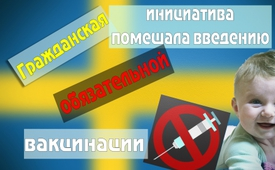 Гражданская
инициатива
помешала введению
обязательной
вакцинации